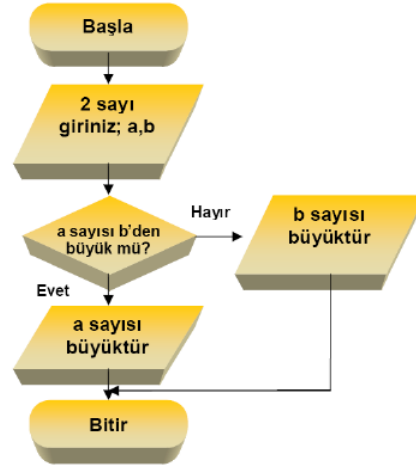 Başla
2 sayı
giriniz; a,b
a sayısı b'den
büyük mü?
Hayır
b sayısı
büyüktür
Evet
a sayısı
büyüktür
Bitir